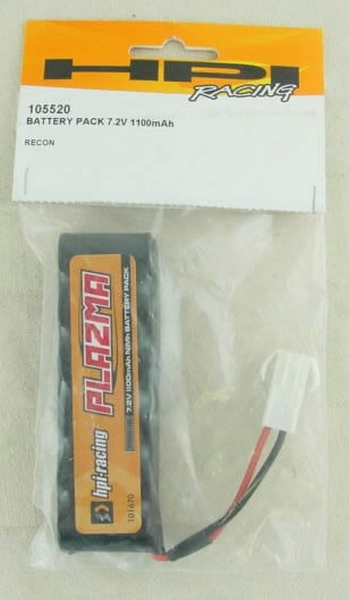 HPI
RACING
105520
BATTERY PACK 7.2V 1100mAh
RECON
hpi-racing
PLAZMA
7.2V 1100mAh NiMh BATTERY PACK
101670